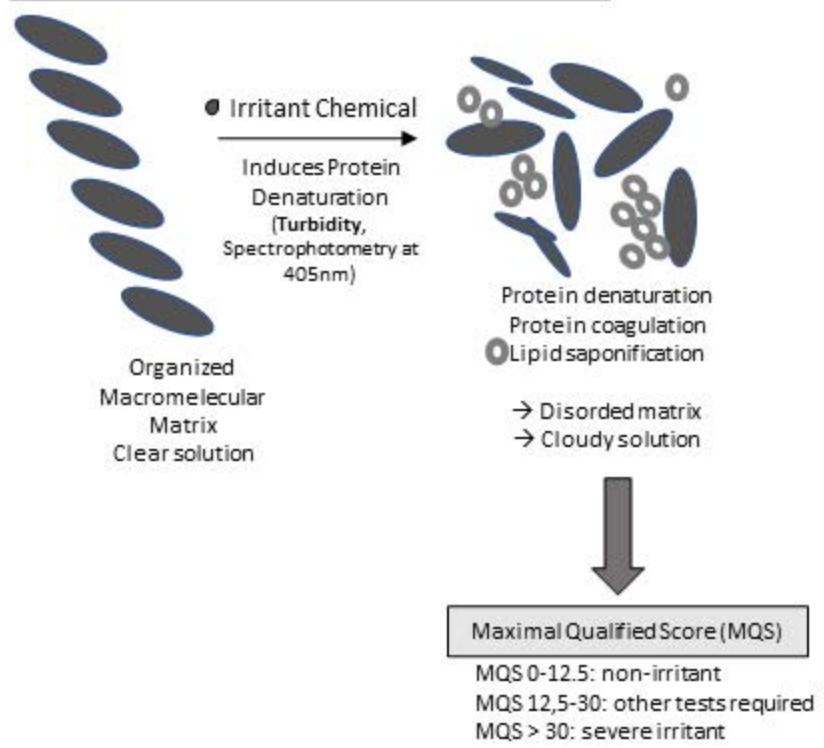 Irritant Chemical
Induces Protein
Denaturation
(Turbidity,
Spectrophotometry at
405nm)
Organized
Macromelecular
Matrix
Clear solution
Protein denaturation
Protein coagulation
Lipid saponification
→ Disorded matrix
→ Cloudy solution
Maximal Qualified Score (MQS)
MQS 0-12.5: non-irritant
MQS 12,5-30: other tests required
MQS > 30: severe irritant